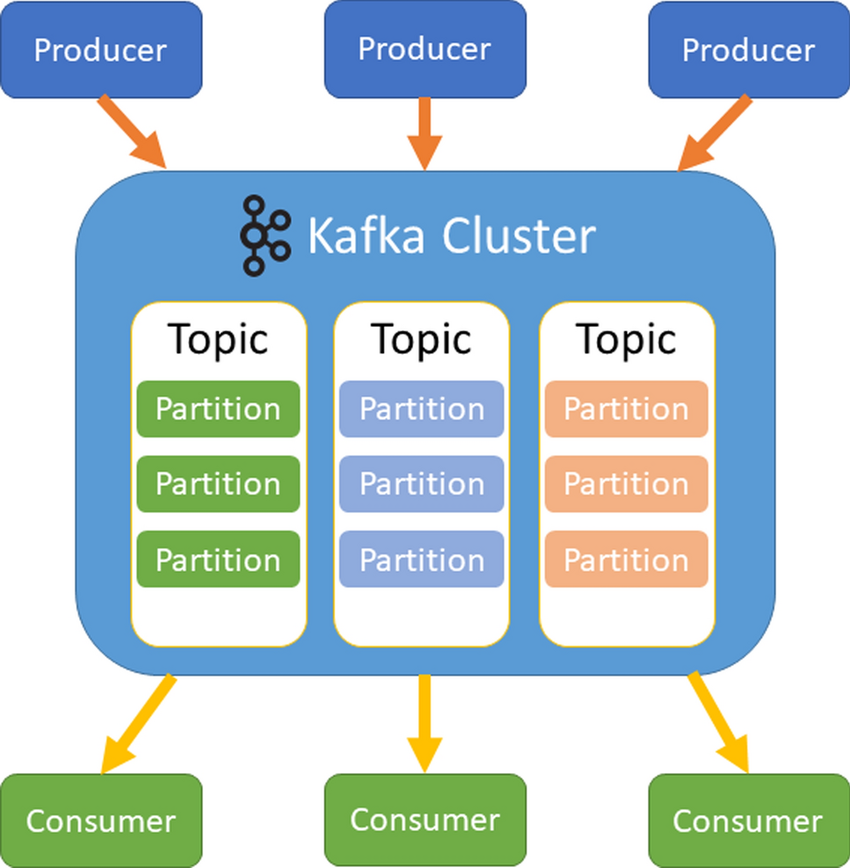 Producer
Producer
Producer
Kafka Cluster
Topic
Topic
Topic
Partition
Partition
Partition
Partition
Partition
Partition
Partition
Partition
Partition
Consumer
Consumer
Consumer